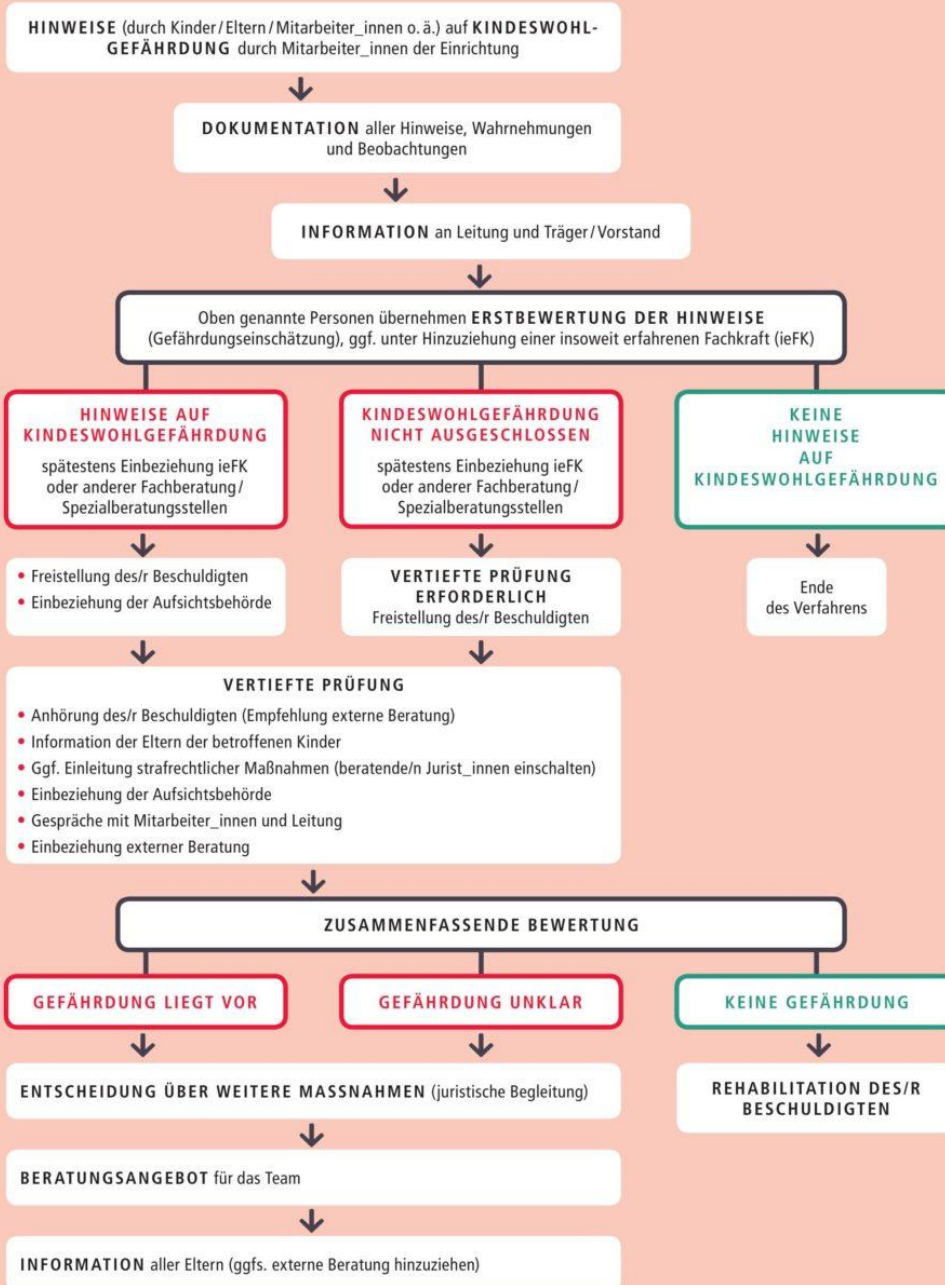 HINWEISE (durch Kinder/Eltern/Mitarbeiter_innen o. ä.) auf KINDESWOHL-
GEFÄHRDUNG durch Mitarbeiter_innen der Einrichtung
DOKUMENTATION aller Hinweise, Wahrnehmungen
und Beobachtungen
INFORMATION an Leitung und Träger/Vorstand
Oben genannte Personen übernehmen ERSTBEWERTUNG DER HINWEISE
(Gefährdungseinschätzung), ggf. unter Hinzuziehung einer insoweit erfahrenen Fachkraft (ieFK)
HINWEISE AUF
KINDESWOHLGEFÄHRDUNG
spätestens Einbeziehung ieFK
oder anderer Fachberatung/
Spezialberatungsstellen
KINDESWOHLGEFÄHRDUNG
NICHT AUSGESCHLOSSEN
spätestens Einbeziehung ieFK
oder anderer Fachberatung/
Spezialberatungsstellen
KEINE
HINWEISE
AUF
KINDESWOHLGEFÄHRDUNG
• Freistellung des/r Beschuldigten
• Einbeziehung der Aufsichtsbehörde
VERTIEFTE PRÜFUNG
ERFORDERLICH
Freistellung des/r Beschuldigten
Ende
des Verfahrens
VERTIEFTE PRÜFUNG
• Anhörung des/r Beschuldigten (Empfehlung externe Beratung)
• Information der Eltern der betroffenen Kinder
• Ggf. Einleitung strafrechtlicher Maßnahmen (beratende/n Jurist_innen einschalten)
• Einbeziehung der Aufsichtsbehörde
• Gespräche mit Mitarbeiter_innen und Leitung
• Einbeziehung externer Beratung
ZUSAMMENFASSENDE BEWERTUNG
GEFÄHRDUNG LIEGT VOR
GEFÄHRDUNG UNKLAR
KEINE GEFÄHRDUNG
ENTSCHEIDUNG ÜBER WEITERE MASSNAHMEN (juristische Begleitung)
REHABILITATION DES/R
BESCHULDIGTEN
BERATUNGSANGEBOT für das Team
INFORMATION aller Eltern (ggfs. externe Beratung hinzuziehen)